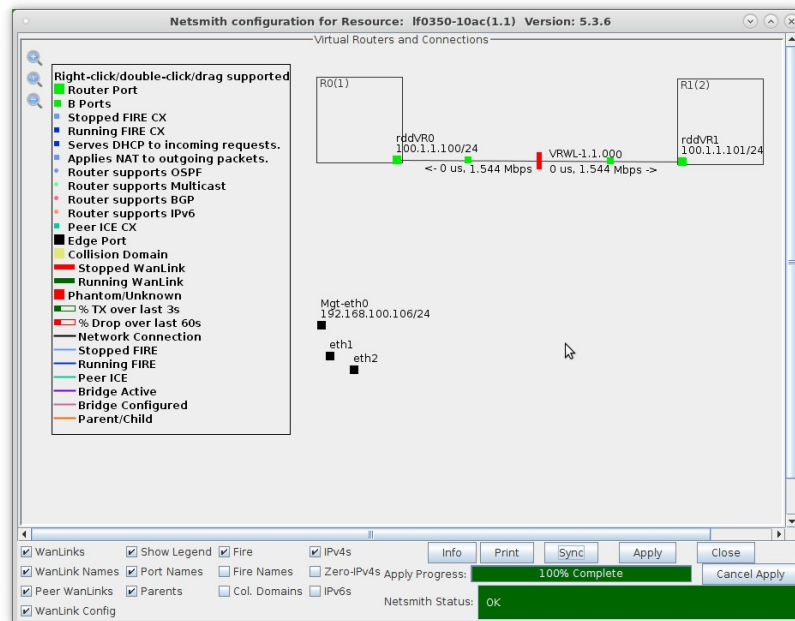 Netsmith configuration for Resource: lf0350-10ac(1.1) Version: 5.3.6
Virtual Routers and Connections
Right-click/double-click/drag supported
Router Port
B Ports
Stopped FIRE CX
Running FIRE CX
Serves DHCP to incoming requests.
Applies NAT to outgoing packets.
Router supports OSPF
Router supports Multicast
Router supports BGP
Router supports IPv6
Peer ICE CX
Edge Port
Collision Domain
Stopped WanLink
Running WanLink
Phantom/Unknown
% TX over last 3s
% Drop over last 60s
Network Connection
Stopped FIRE
Running FIRE
Peer ICE
Bridge Active
Bridge Configured
Parent/Child
R0(1)
rddVR0
100.1.1.100/24
VRWL-1.1.000
<- 0 us, 1.544 Mbps
0 us, 1.544 Mbps ->
R1(2)
rddVR1
100.1.1.101/24
Mgt-eth0
192.168.100.106/24
eth1
eth2
WanLinks Show Legend Fire IPv4s Info Print Sync Apply Close
WanLink Names Port Names Fire Names Zero-IPv4s Apply Progress: 100% Complete Cancel Apply
Peer WanLinks Parents Col. Domains IPv6s Netsmith Status: OK
WanLink Config